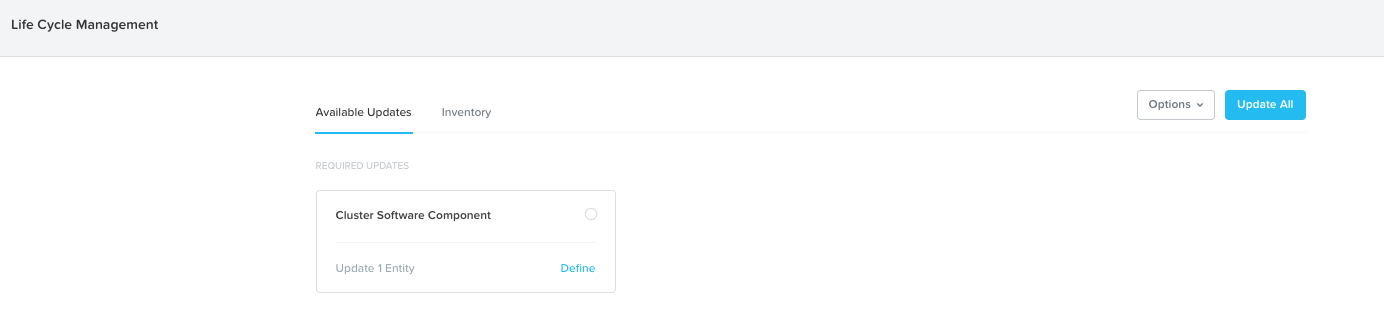 Life Cycle Management
Available Updates
Inventory
Options
Update All
REQUIRED UPDATES
Cluster Software Component
Update 1 Entity
Define